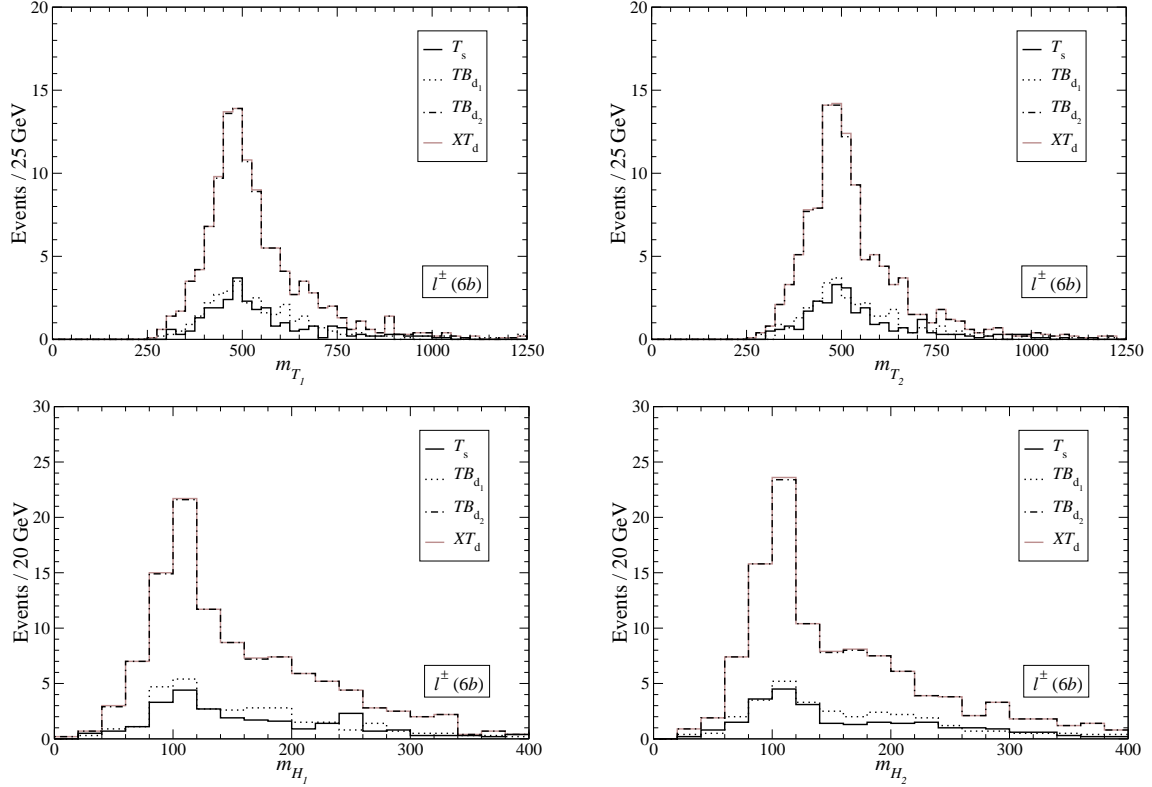 20
15
10
5
0
Events / 25 GeV
T_s
TB_d1
TB_d2
XT_d
l± (6b)
0 250 500 750 1000 1250
m_T1
20
15
10
5
0
Events / 25 GeV
T_s
TB_d1
TB_d2
XT_d
l± (6b)
0 250 500 750 1000 1250
m_T2
30
25
20
15
10
5
0
Events / 20 GeV
T_s
TB_d1
TB_d2
XT_d
l± (6b)
0 100 200 300 400
m_H1
30
25
20
15
10
5
0
Events / 20 GeV
T_s
TB_d1
TB_d2
XT_d
l± (6b)
0 100 200 300 400
m_H2